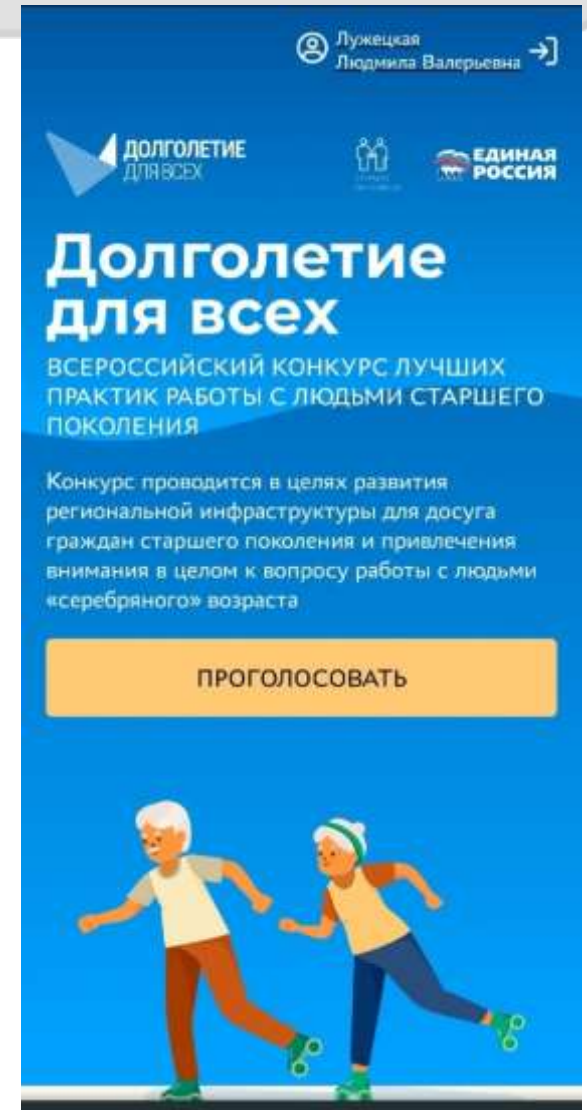 Лужецкая
Людмила Валерьевна
ДОЛГОЛЕТИЕ
ДЛЯ ВСЕХ
ЕДИНАЯ
РОССИЯ
Долголетие
для всех
ВСЕРОССИЙСКИЙ КОНКУРС ЛУЧШИХ
ПРАКТИК РАБОТЫ С ЛЮДЬМИ СТАРШЕГО
ПОКОЛЕНИЯ
Конкурс проводится в целях развития
региональной инфраструктуры для досуга
граждан старшего поколения и привлечения
внимания в целом к вопросу работы с людьми
«серебряного» возраста
ПРОГОЛОСОВАТЬ